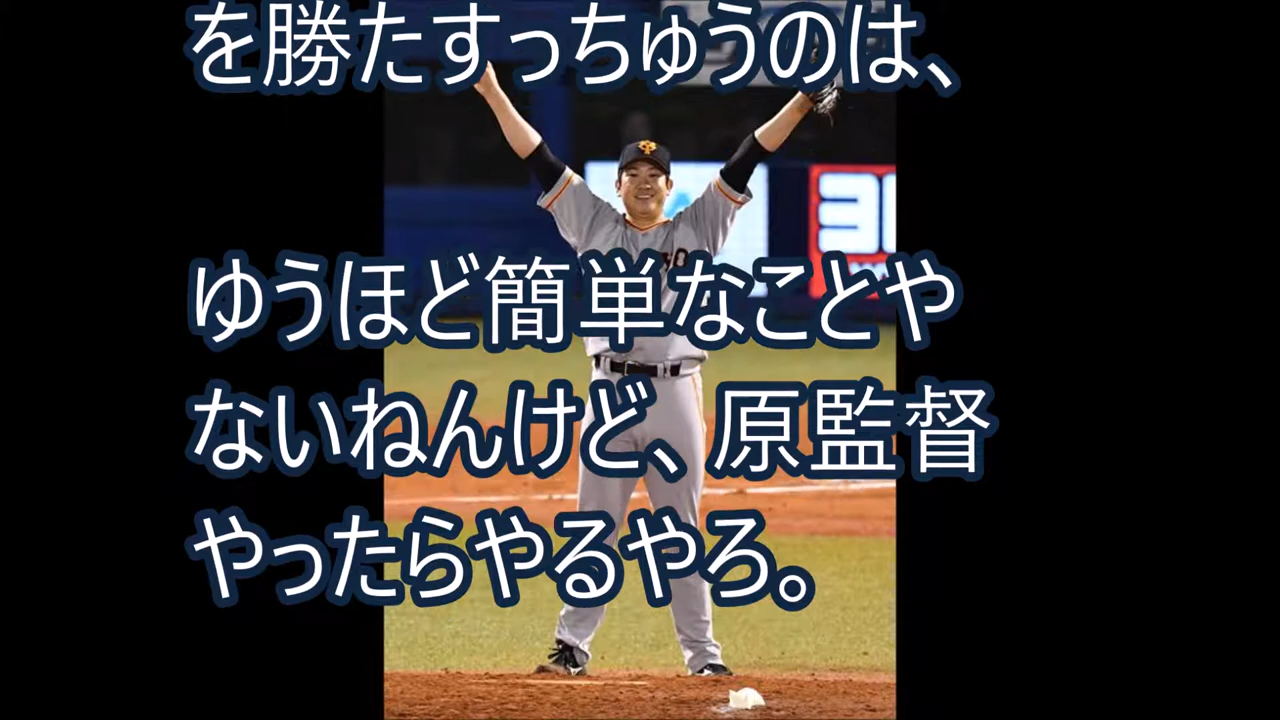 を勝たすっちゅうのは、
ゆうほど簡単なことや
ないねんけど、原監督
やったらやるやろ。